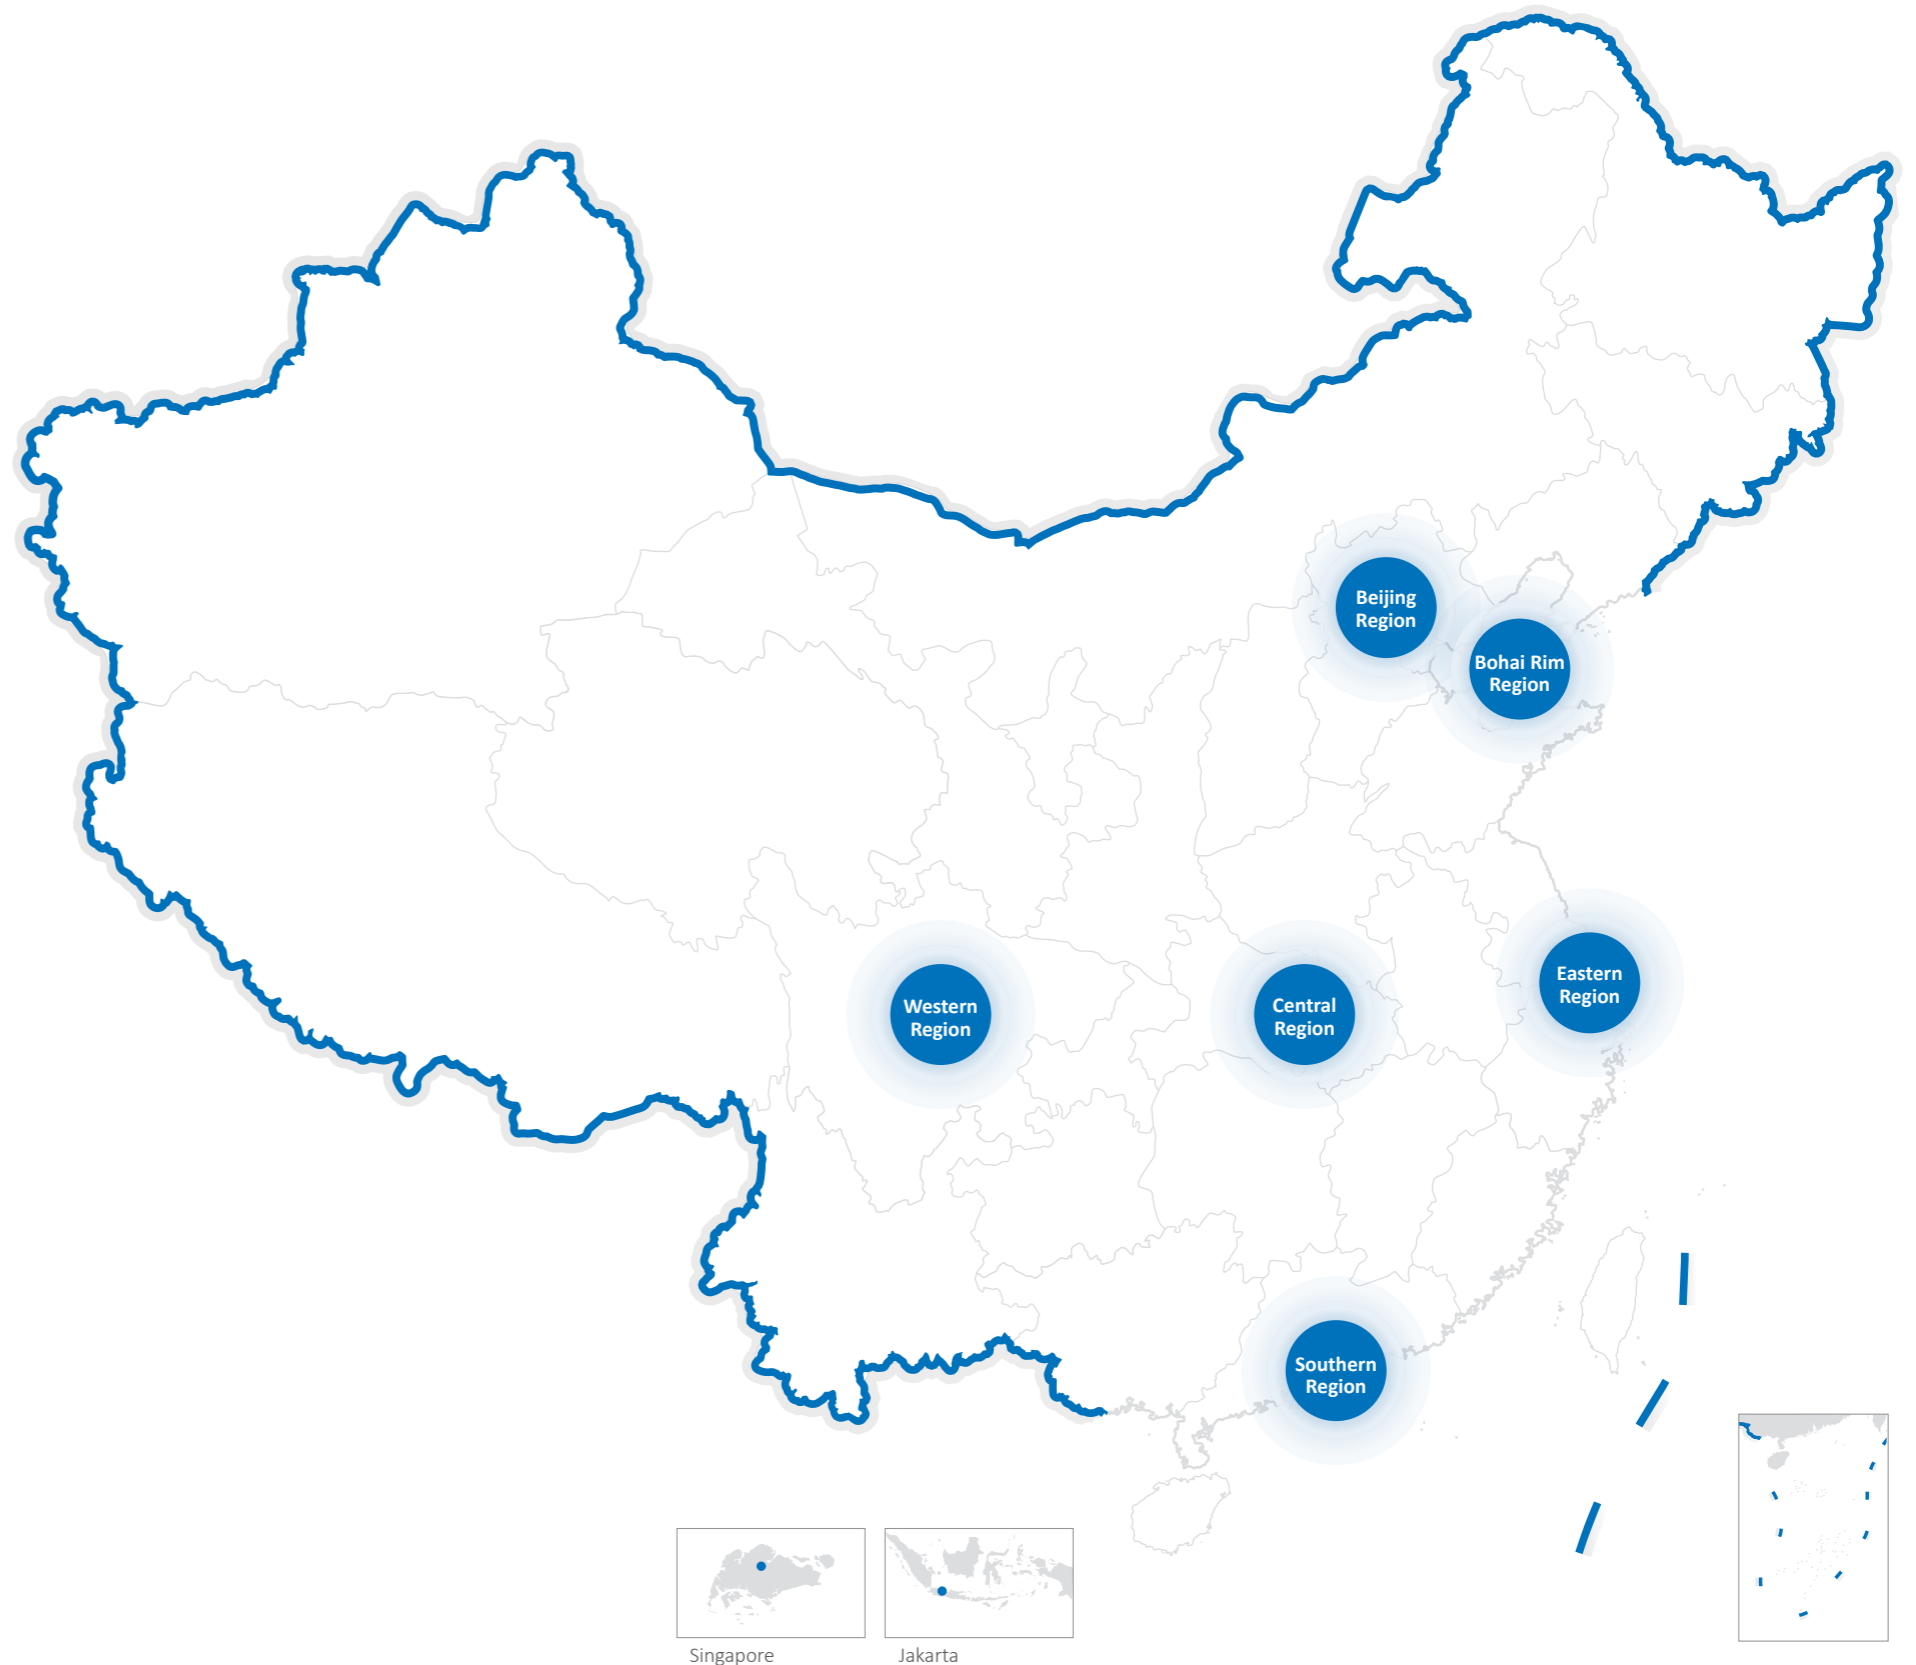 Beijing
Region
Bohai Rim
Region
Eastern
Region
Western
Region
Central
Region
Southern
Region
Singapore
Jakarta